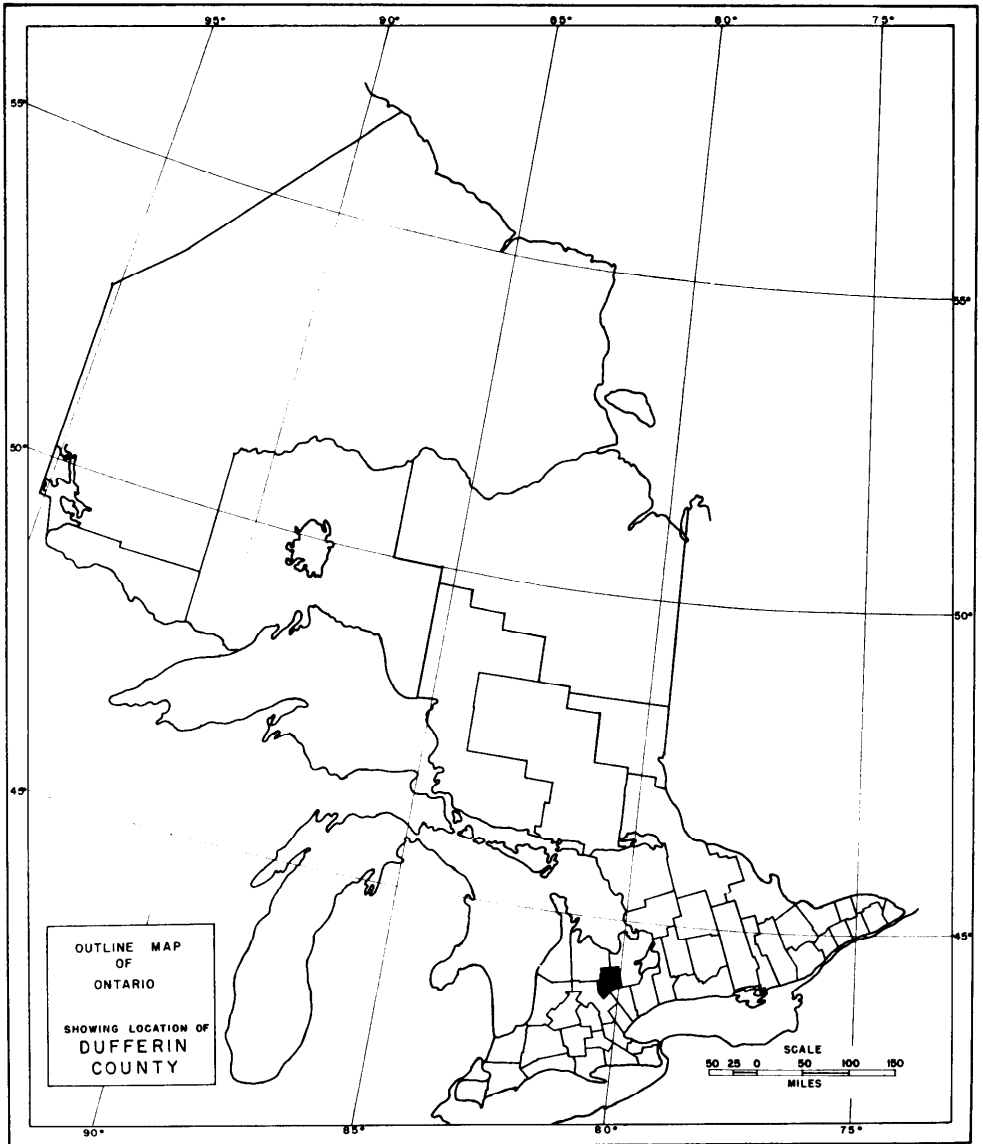 95° 90° 85° 80° 75°
55°
55°
50°
50°
45°
45°
OUTLINE MAP
OF
ONTARIO
SHOWING LOCATION OF
DUFFERIN
COUNTY
SCALE
50 25 0 50 100 150
MILES
90° 85° 80° 75°